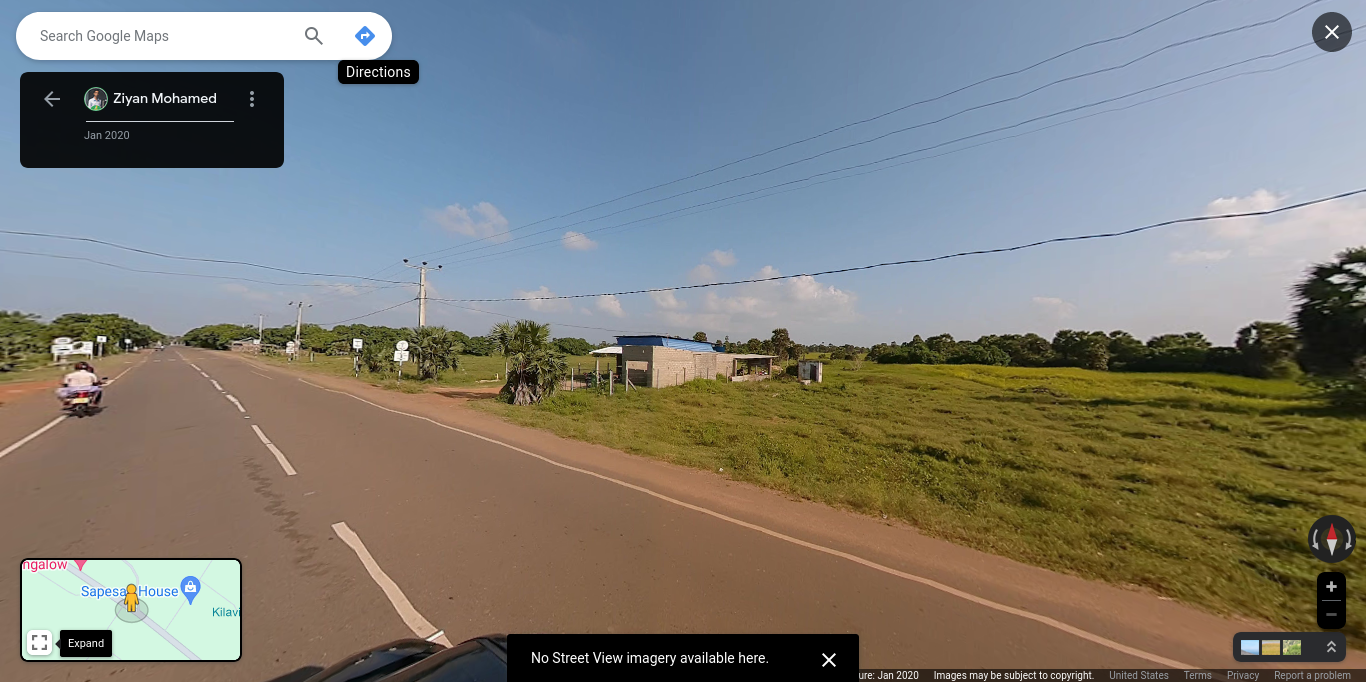 Search Google Maps
Directions
Ziyan Mohamed
Jan 2020
ngalow
Sapesa
House
Kilavi
Expand
No Street View imagery available here.
ure: Jan 2020
Images may be subject to copyright.
United States
Terms
Privacy
Report a problem